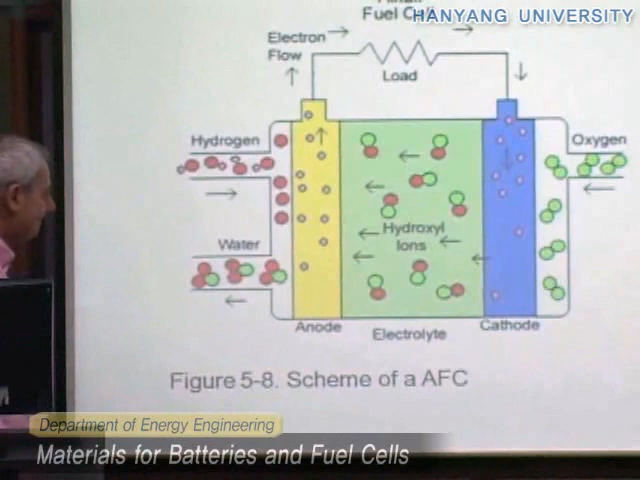 HANYANG UNIVERSITY
Fuel
Electron
Flow
Load
Hydrogen
Oxygen
Hydroxyl
Ions
Water
Anode
Electrolyte
Cathode
Figure 5-8. Scheme of a AFC
Department of Energy Engineering
Materials for Batteries and Fuel Cells